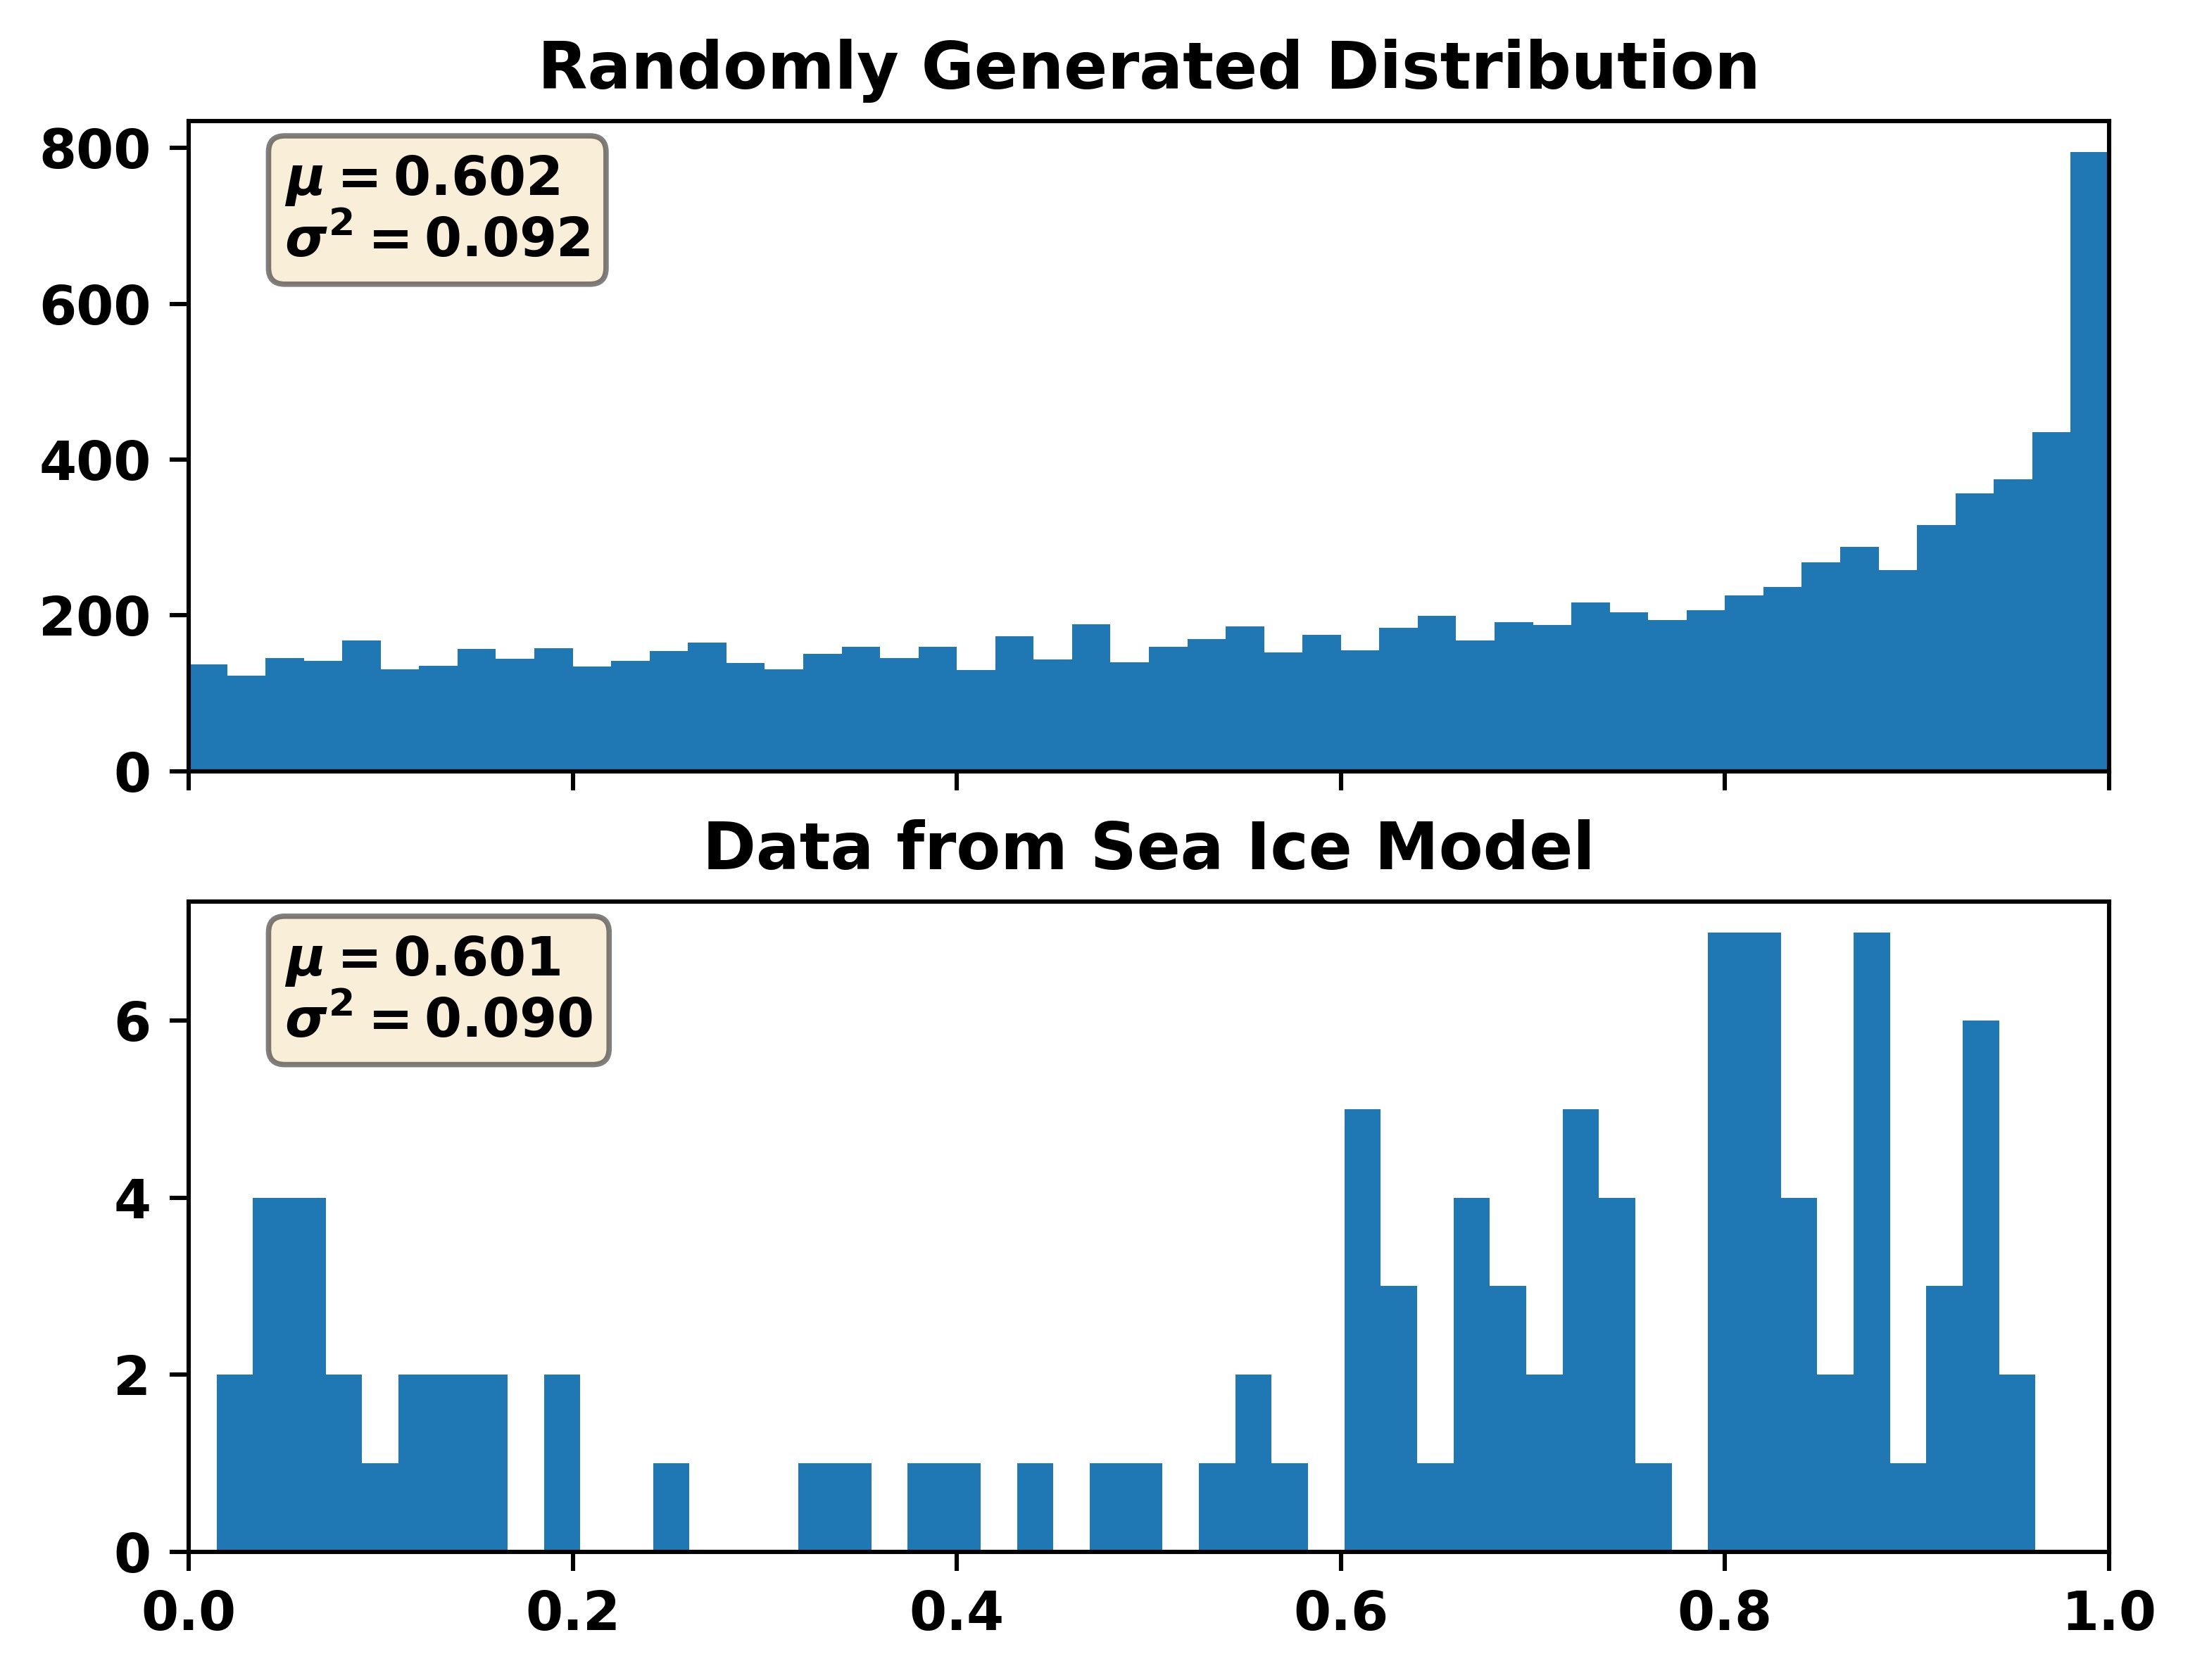 Randomly Generated Distribution
800
600
400
200
0
μ = 0.602
σ² = 0.092
Data from Sea Ice Model
6
4
2
0
μ = 0.601
σ² = 0.090
0.0 0.2 0.4 0.6 0.8 1.0